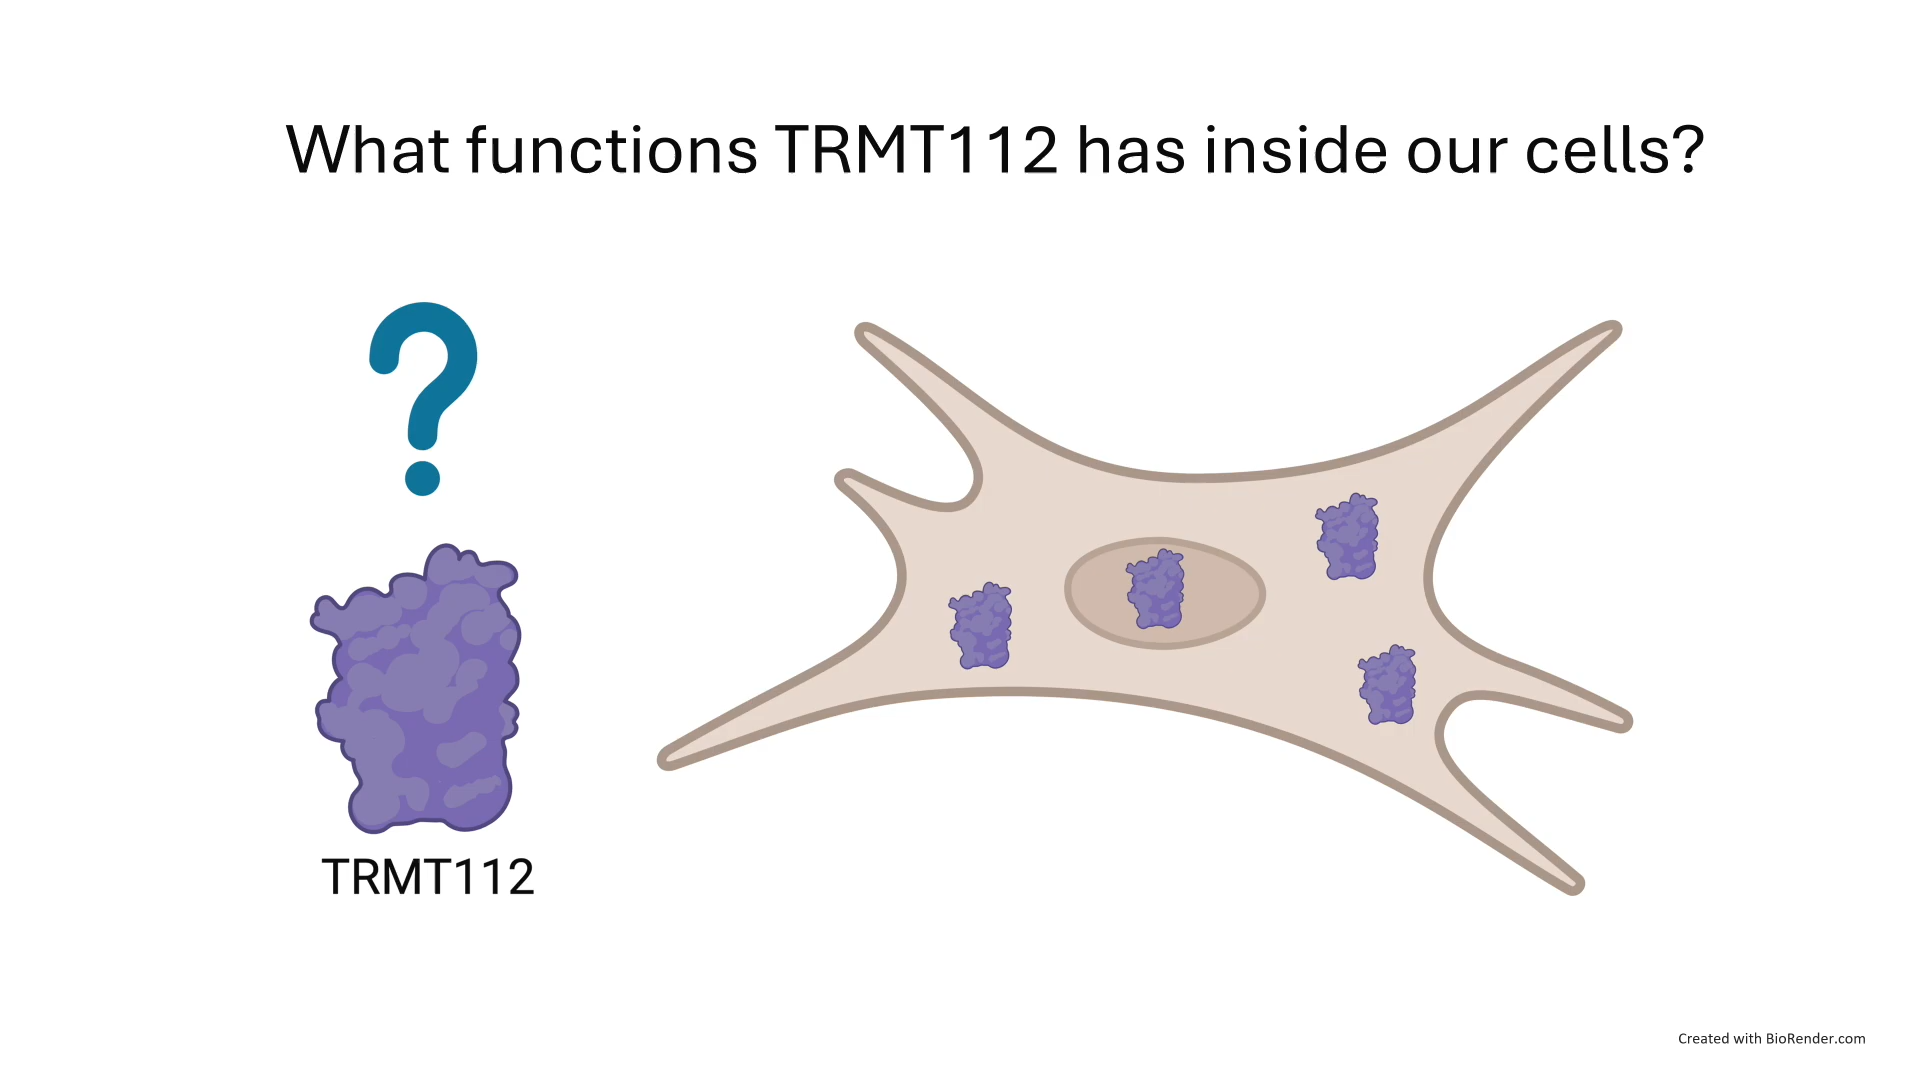 What functions TRMT112 has inside our cells?
TRMT112
Created with BioRender.com